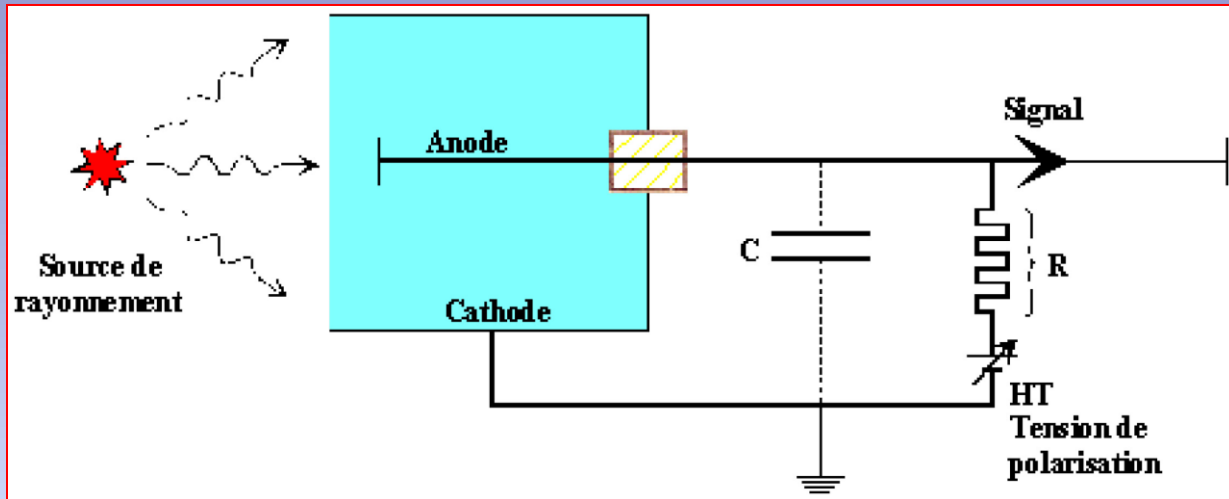 Signal
Anode
C
R
Source de
rayonnement
Cathode
+
HT
Tension de
polarisation